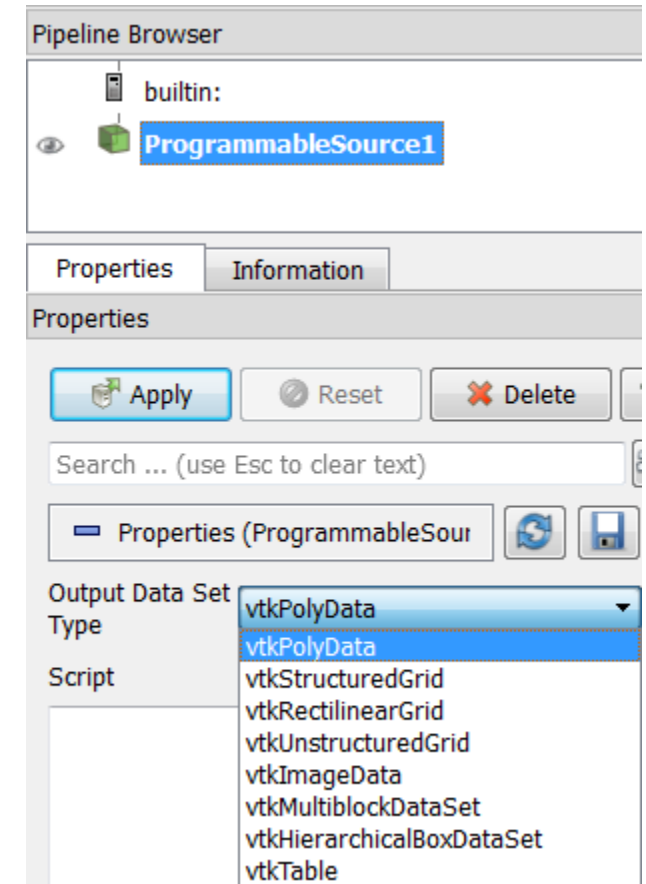 Pipeline Browser
builtin:
ProgrammableSource1
Properties Information
Properties
Apply Reset Delete
Search ... (use Esc to clear text)
Properties (ProgrammableSour
Output Data Set
Type
vtkPolyData
vtkPolyData
Script
vtkStructuredGrid
vtkRectilinearGrid
vtkUnstructuredGrid
vtkImageData
vtkMultiblockDataSet
vtkHierarchicalBoxDataSet
vtkTable